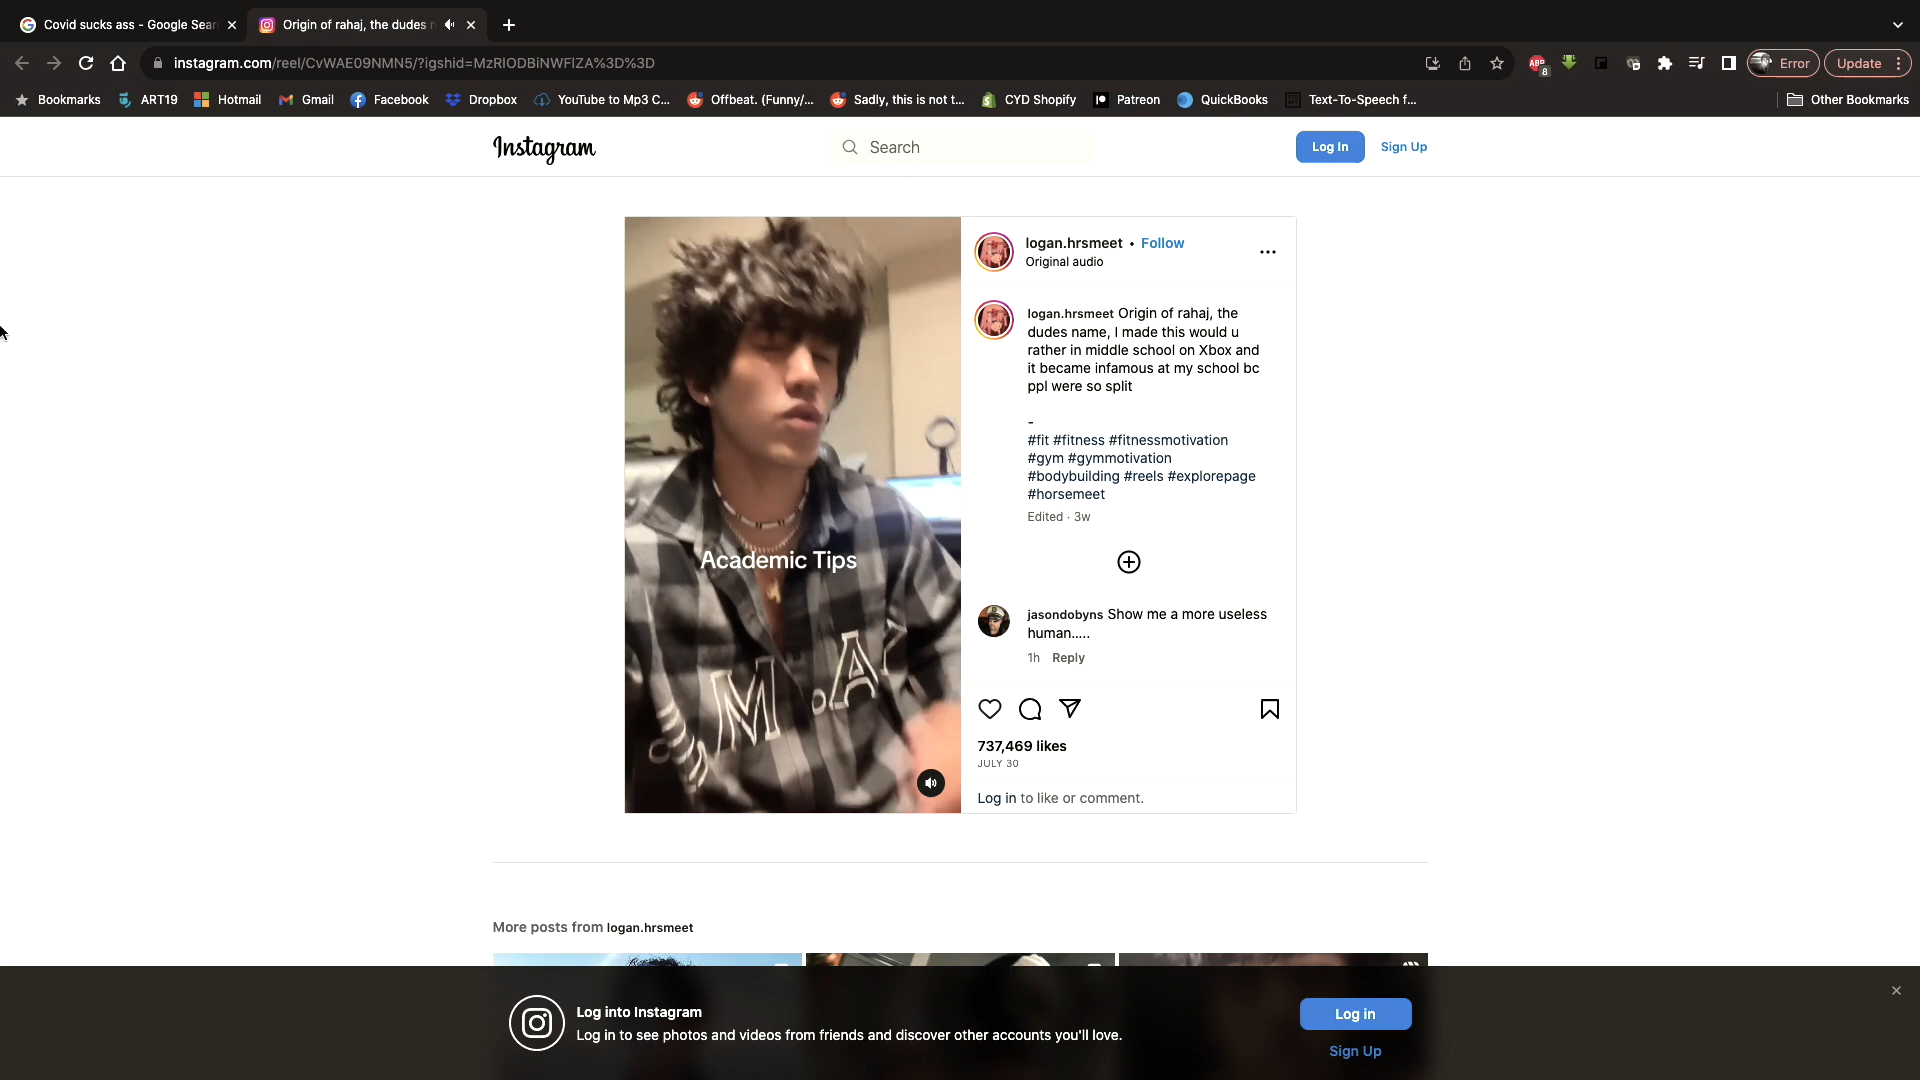 Covid sucks ass - Google Sear
Origin of rahaj, the dudes n
instagram.com/reel/CvWAE09NMN5/?igshid=MzRlODBiNWFlZA%3D%3D
ABP
8
Error
Update
Bookmarks
ART19
Hotmail
Gmail
Facebook
Dropbox
YouTube to Mp3 C...
Offbeat. (Funny/...
Sadly, this is not t...
CYD Shopify
Patreon
QuickBooks
Text-To-Speech f...
Other Bookmarks
Instagram
Search
Log In
Sign Up
logan.hrsmeet • Follow
Original audio
logan.hrsmeet Origin of rahaj, the
dudes name, I made this would u
rather in middle school on Xbox and
it became infamous at my school bc
ppl were so split
-
#fit #fitness #fitnessmotivation
#gym #gymmotivation
#bodybuilding #reels #explorepage
#horsemeet
Edited · 3w
Academic Tips
M.A
jasondobyns Show me a more useless
human.....
1h Reply
737,469 likes
JULY 30
Log in to like or comment.
More posts from logan.hrsmeet
Log into Instagram
Log in to see photos and videos from friends and discover other accounts you'll love.
Log in
Sign Up